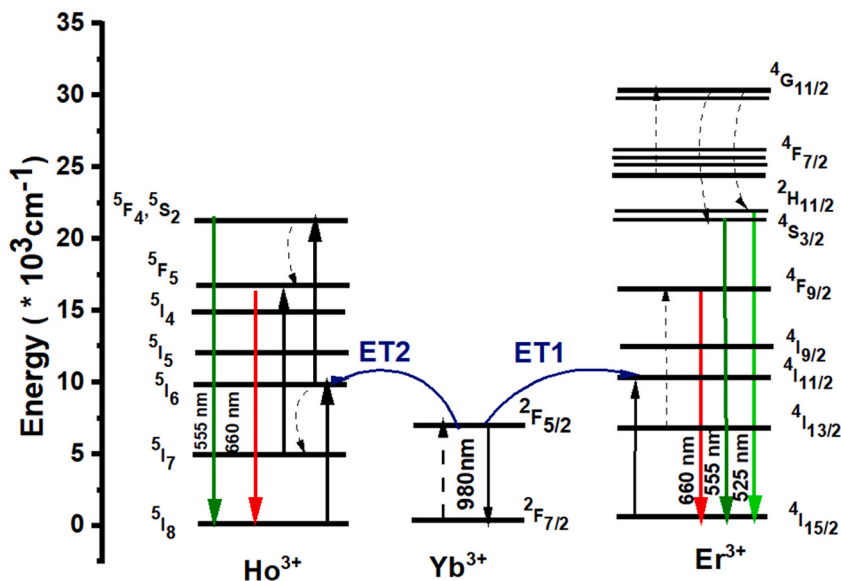 Energy ( * 10³cm⁻¹)
35
30
25
20
15
10
5
0
⁵F₄, ⁵S₂
⁵F₅
⁵I₄
⁵I₅
⁵I₆
⁵I₇
⁵I₈
555 nm
660 nm
Ho³⁺
ET2
ET1
²F₅/₂
980nm
²F₇/₂
Yb³⁺
⁴G₁₁/₂
⁴F₇/₂
²H₁₁/₂
⁴S₃/₂
⁴F₉/₂
⁴I₉/₂
⁴I₁₁/₂
⁴I₁₃/₂
⁴I₁₅/₂
660 nm
555 nm
525 nm
Er³⁺